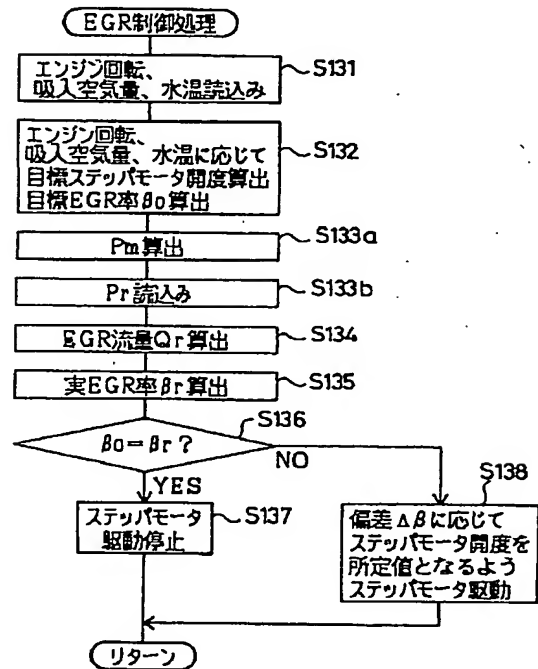 EGR制御処理
エンジン回転、
吸入空気量、水温読込み
S131
エンジン回転、
吸入空気量、水温に応じて
目標ステッパモータ開度算出
目標EGR率βo算出
S132
Pm算出
S133a
Pr読込み
S133b
EGR流量Qr算出
S134
実EGR率βr算出
S135
βo=βr?
S136
NO
YES
ステッパモータ
駆動停止
S137
偏差Δβに応じて
ステッパモータ開度を
所定値となるよう
ステッパモータ駆動
S138
リターン